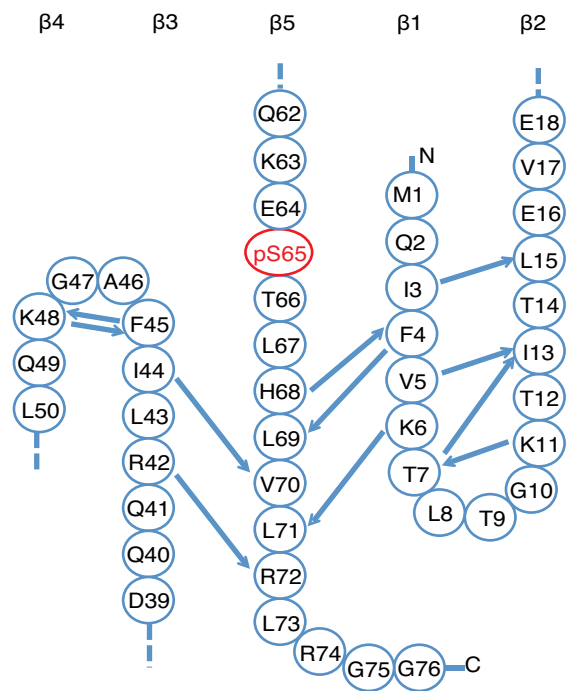 β4 β3 β5 β1 β2
Q62
K63
E64
pS65
T66
L67
H68
L69
V70
L71
R72
L73
R74
G75
G76
C
N
M1
Q2
I3
F4
V5
K6
T7
L8
T9
G10
K11
T12
I13
T14
L15
E16
V17
E18
G47
A46
K48
F45
Q49
I44
L50
L43
R42
Q41
Q40
D39